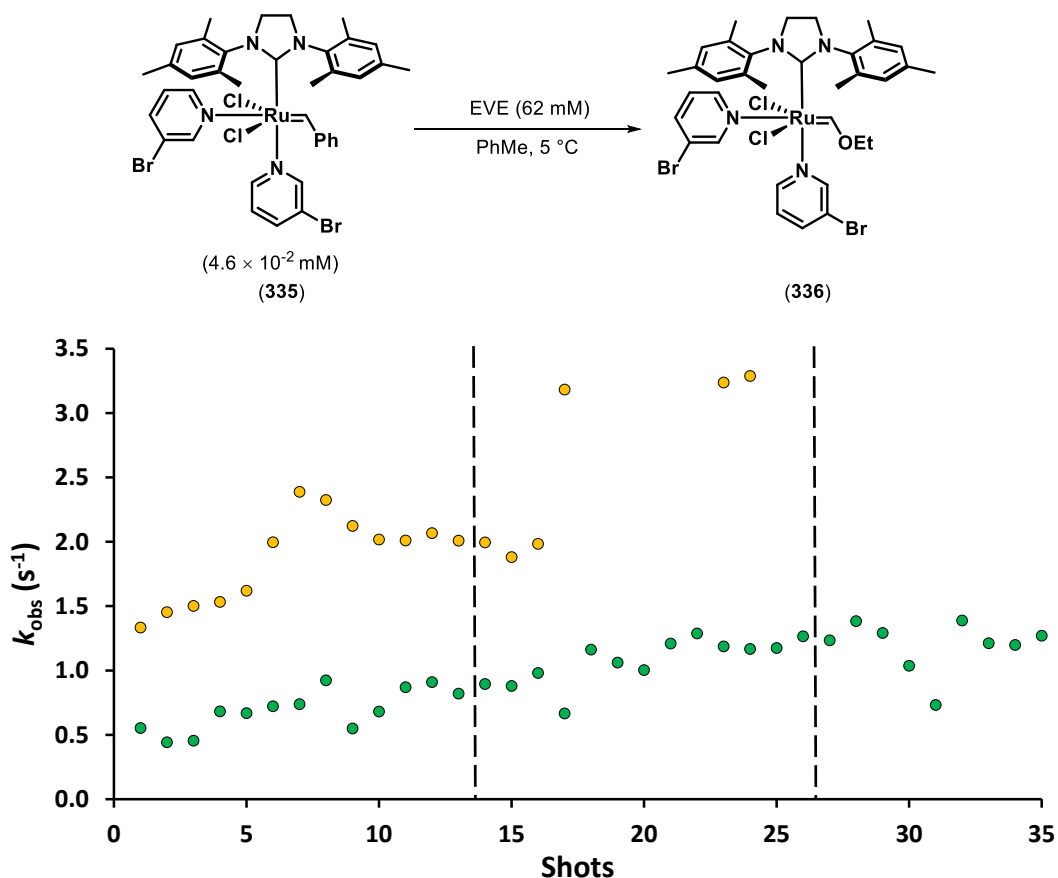 N N
N N
Cl
Cl
N Ru
Cl
Cl
N Ru
Ph
OEt
EVE (62 mM)
PhMe, 5 °C
Br
Br
N
N
Br
Br
(4.6 × 10⁻² mM)
(335)
(336)
3.5
3.0
2.5
2.0
1.5
1.0
0.5
0.0
k_obs (s⁻¹)
0 5 10 15 20 25 30 35
Shots